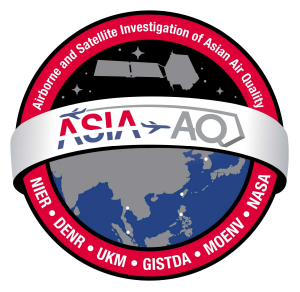 Airborne and Satellite Investigation of Asian Air Quality
ASIA-AQ
NIER • DENR • UKM • GISTDA • MOENV • NASA